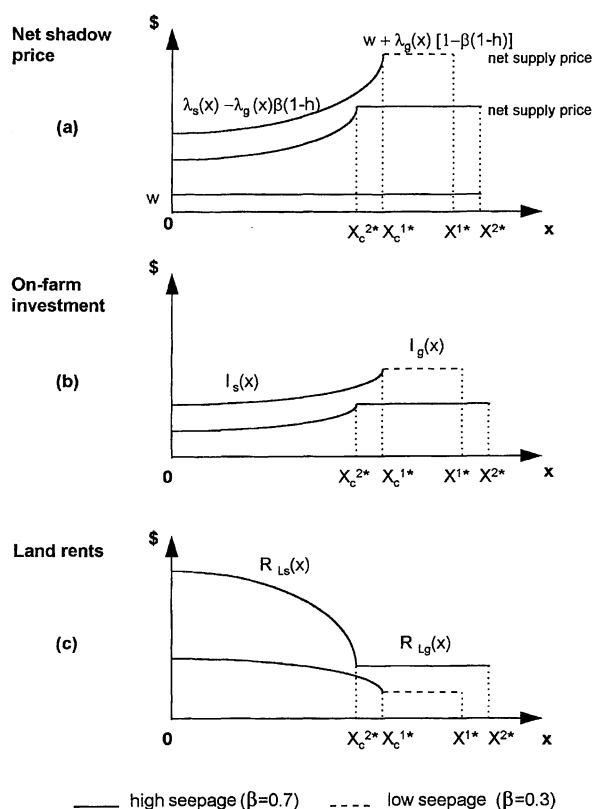 $
Net shadow price
w + λg(x) [1–β(1-h)]
net supply price
λs(x) –λg(x)β(1-h)
(a)
net supply price
w
0
Xc2* Xc1* X1* X2*
x
$
On-farm investment
Ig(x)
(b)
Is(x)
0
Xc2* Xc1* X1* X2*
x
$
Land rents
R Ls(x)
(c)
R Lg(x)
0
Xc2* Xc1* X1* X2*
x
high seepage (β=0.7) low seepage (β=0.3)